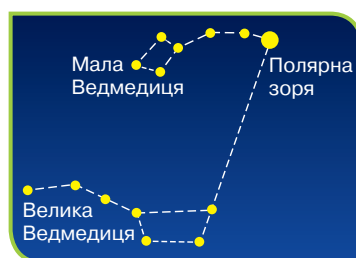 Мала
Ведмедиця
Полярна
зоря
Велика
Ведмедиця